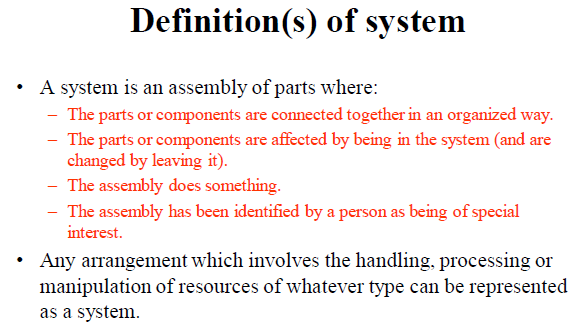 Definition(s) of system
• A system is an assembly of parts where:
– The parts or components are connected together in an organized way.
– The parts or components are affected by being in the system (and are
changed by leaving it).
– The assembly does something.
– The assembly has been identified by a person as being of special
interest.
• Any arrangement which involves the handling, processing or
manipulation of resources of whatever type can be represented
as a system.